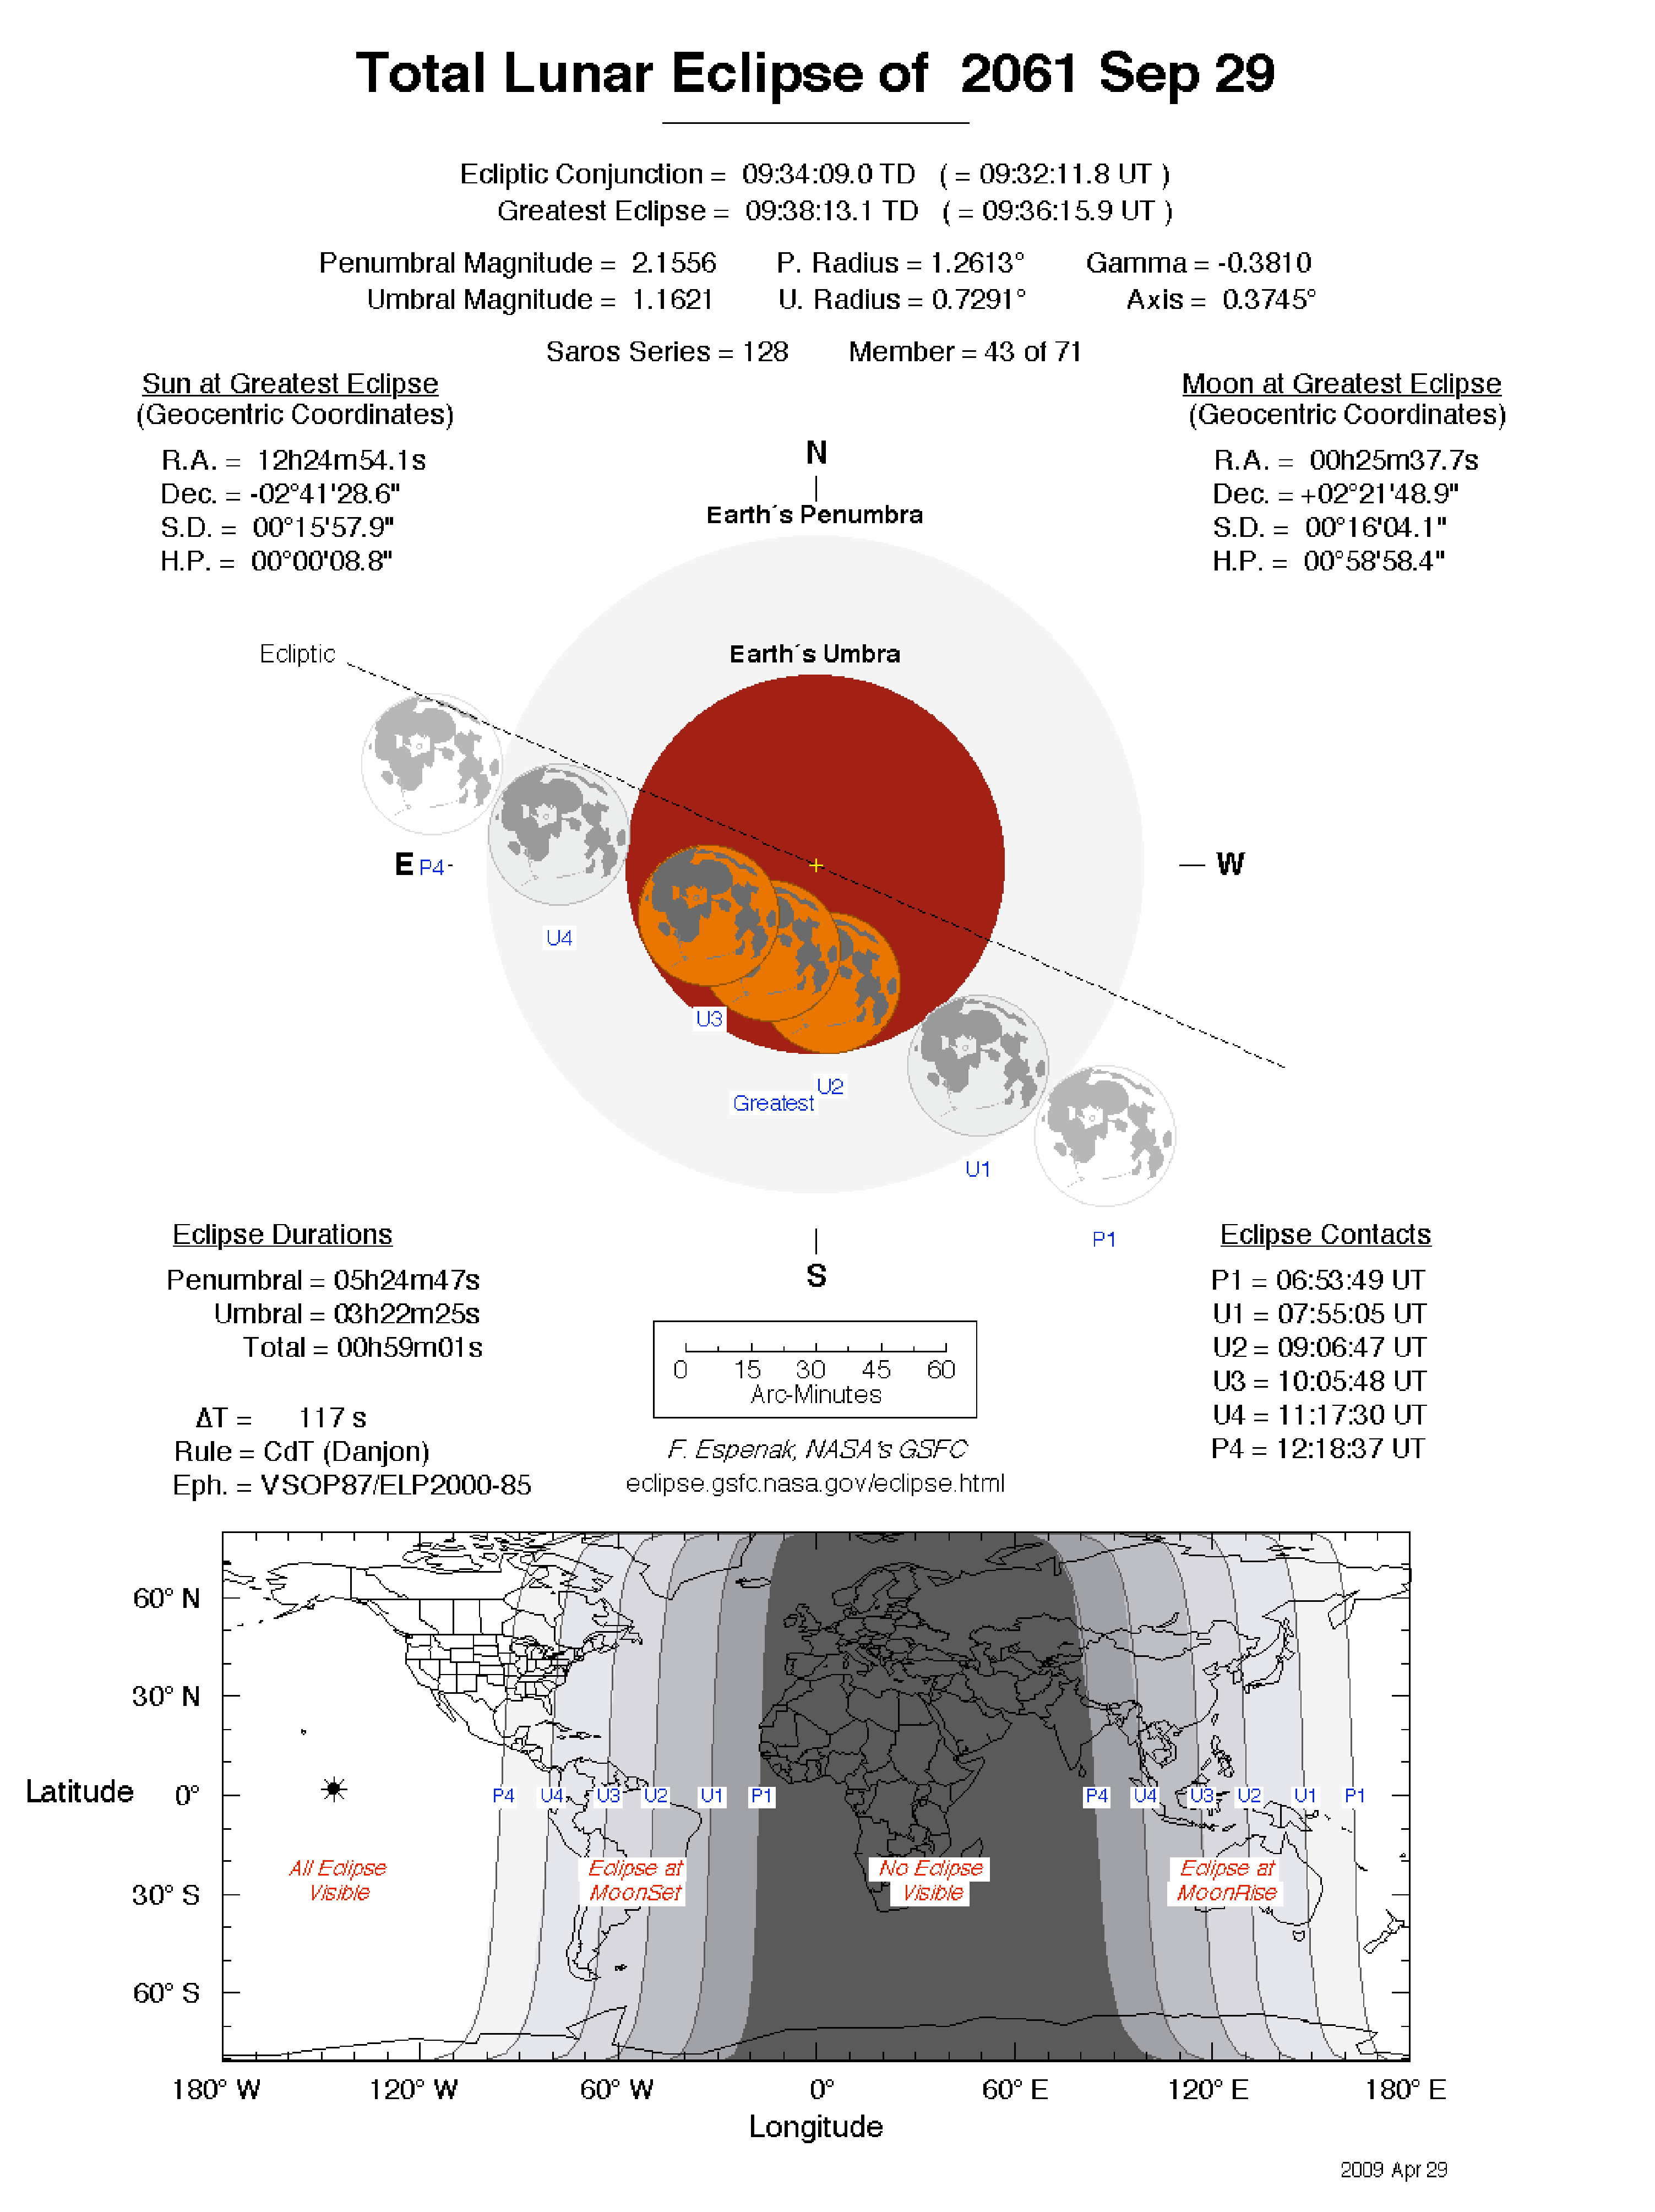 Total Lunar Eclipse of 2061 Sep 29
Ecliptic Conjunction = 09:34:09.0 TD ( = 09:32:11.8 UT )
Greatest Eclipse = 09:38:13.1 TD ( = 09:36:15.9 UT )
Penumbral Magnitude = 2.1556 P. Radius = 1.2613° Gamma = -0.3810
Umbral Magnitude = 1.1621 U. Radius = 0.7291° Axis = 0.3745°
Saros Series = 128 Member = 43 of 71
Sun at Greatest Eclipse
(Geocentric Coordinates)
R.A. = 12h24m54.1s
Dec. = -02°41'28.6"
S.D. = 00°15'57.9"
H.P. = 00°00'08.8"
Moon at Greatest Eclipse
(Geocentric Coordinates)
R.A. = 00h25m37.7s
Dec. = +02°21'48.9"
S.D. = 00°16'04.1"
H.P. = 00°58'58.4"
N
Earth´s Penumbra
Earth´s Umbra
Ecliptic
E P4
W
U4
U3
U2
Greatest
U1
P1
S
Eclipse Durations
Penumbral = 05h24m47s
Umbral = 03h22m25s
Total = 00h59m01s
ΔT = 117 s
Rule = CdT (Danjon)
Eph. = VSOP87/ELP2000-85
0 15 30 45 60
Arc-Minutes
F. Espenak, NASA's GSFC
eclipse.gsfc.nasa.gov/eclipse.html
Eclipse Contacts
P1 = 06:53:49 UT
U1 = 07:55:05 UT
U2 = 09:06:47 UT
U3 = 10:05:48 UT
U4 = 11:17:30 UT
P4 = 12:18:37 UT
60° N
30° N
Latitude 0°
30° S
60° S
P4 U4 U3 U2 U1 P1 P4 U4 U3 U2 U1 P1
All Eclipse
Visible
Eclipse at
MoonSet
No Eclipse
Visible
Eclipse at
MoonRise
180° W 120° W 60° W 0° 60° E 120° E 180° E
Longitude
2009 Apr 29